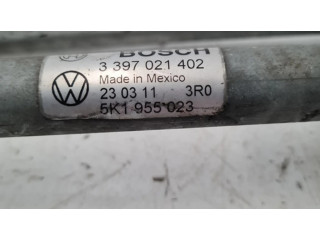 BOSCH
3 397 021 402
Made in Mexico
23 03 11 3R0
5K1 955 023